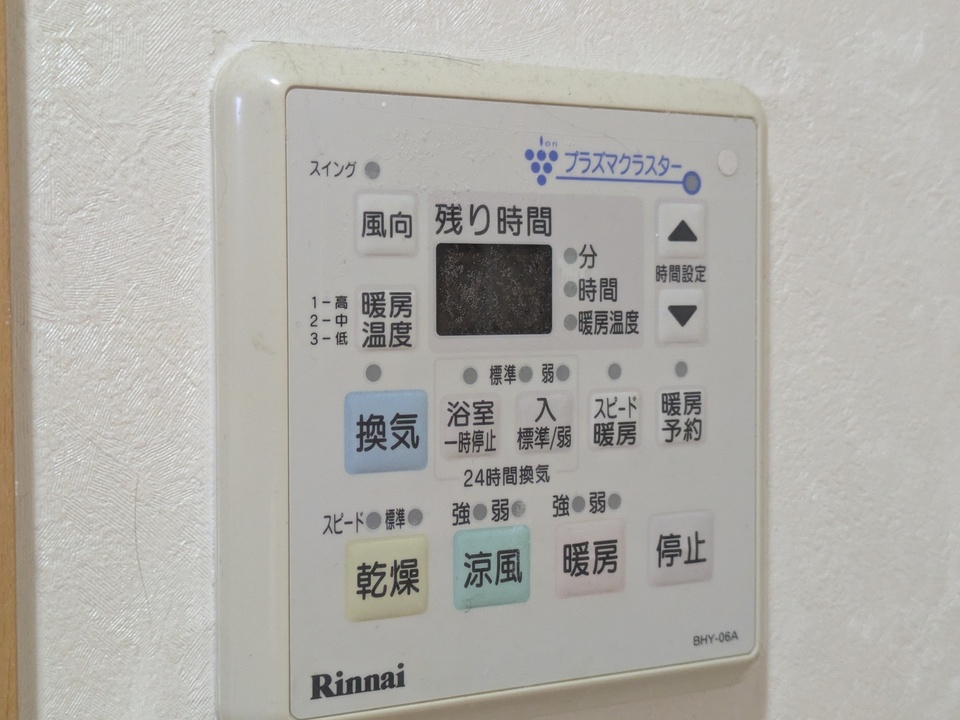 ion
プラズマクラスター
スイング
風向
残り時間
分
時間
暖房温度
時間設定
1-高
2-中
3-低
暖房
温度
標準 弱
換気
浴室
一時停止
入
標準/弱
スピード
暖房
暖房
予約
24時間換気
スピード 標準
強 弱
強 弱
乾燥
涼風
暖房
停止
BHY-06A
Rinnai